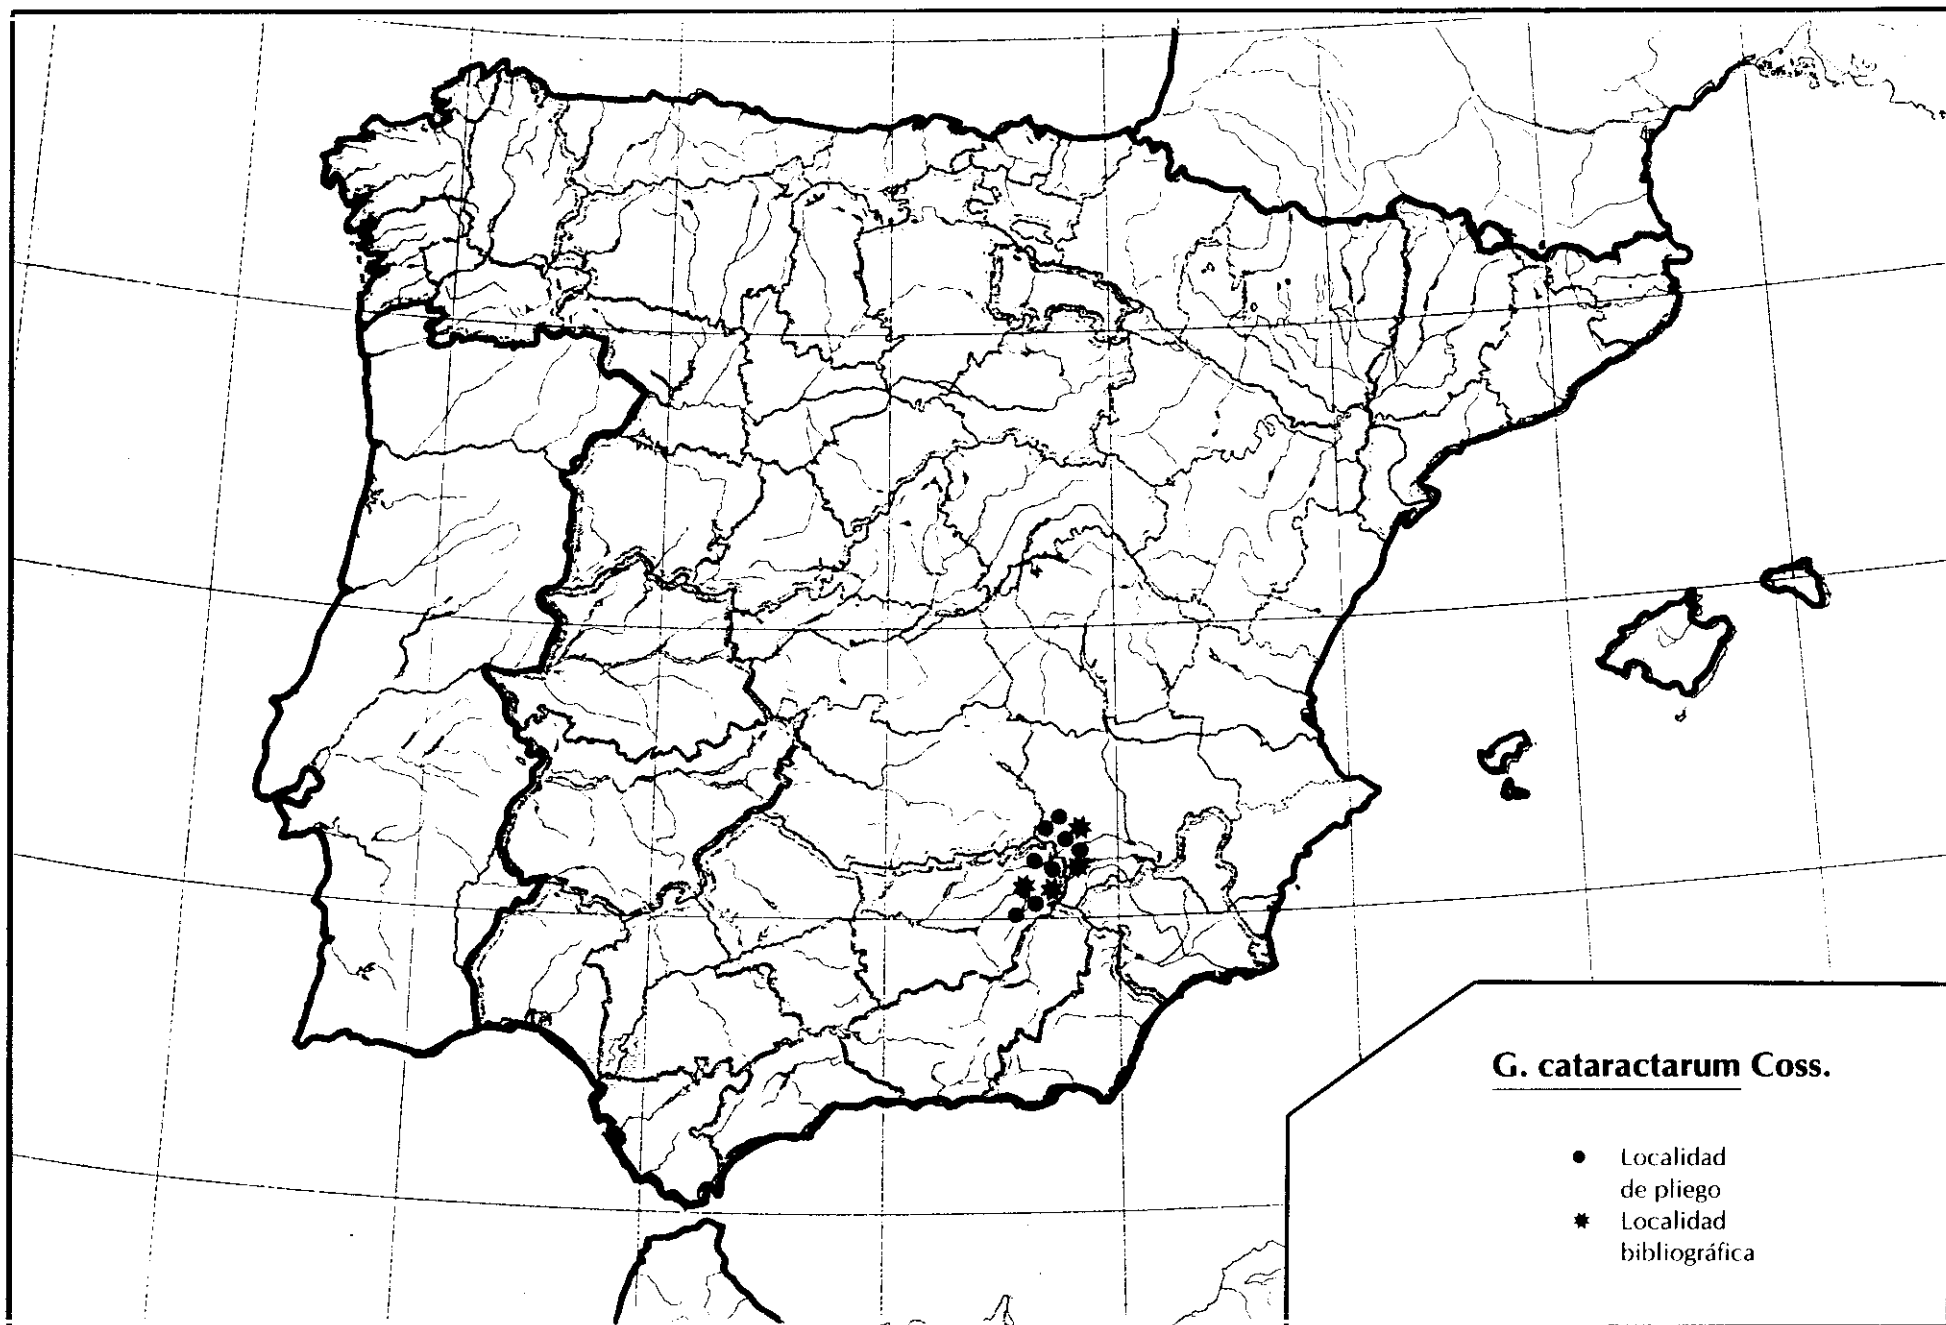 G. cataractarum Coss.
Localidad
de pliego
Localidad
bibliográfica